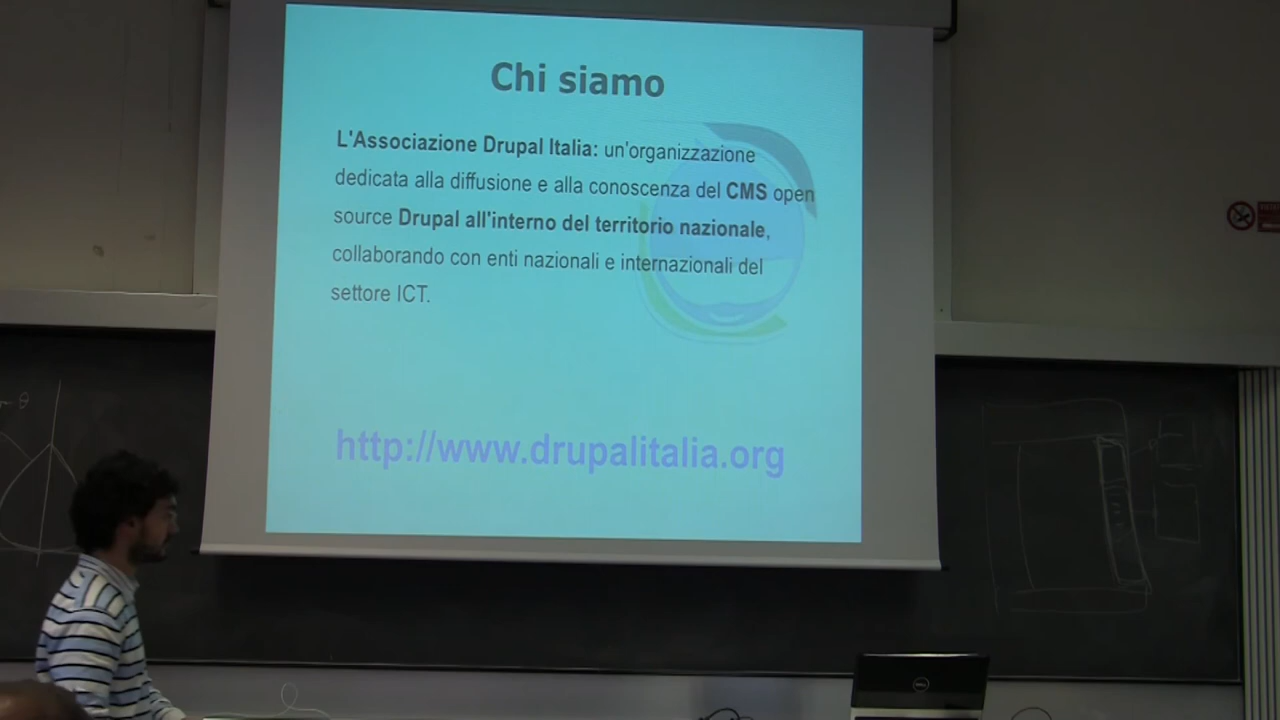 Chi siamo
L'Associazione Drupal Italia: un'organizzazione
dedicata alla diffusione e alla conoscenza del CMS open
source Drupal all'interno del territorio nazionale,
collaborando con enti nazionali e internazionali del
settore ICT.
http://www.drupalitalia.org
DELL